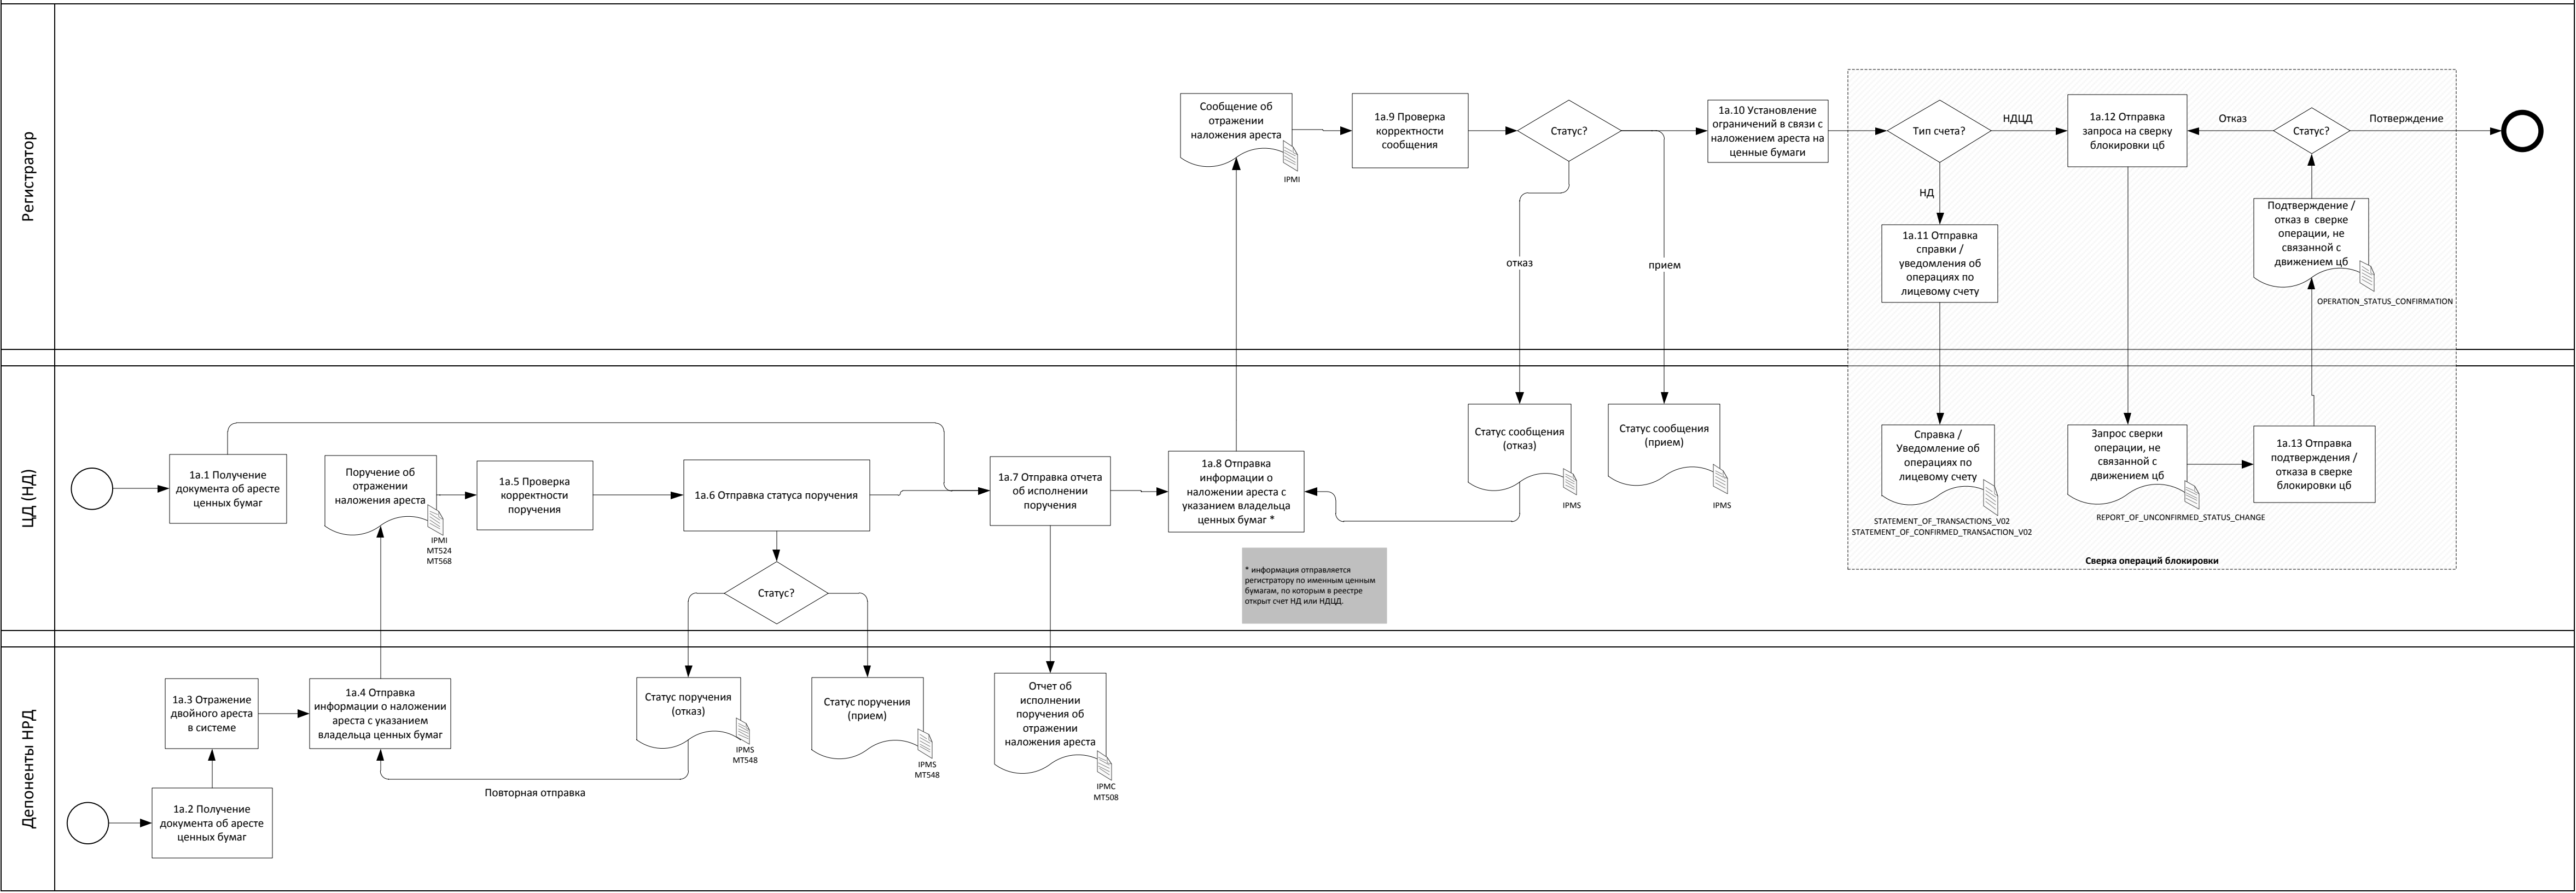 Регистратор
Сообщение об
отражении
наложения ареста
IPMI
1а.9 Проверка
корректности
сообщения
Статус?
отказ
прием
1а.10 Установление
ограничений в связи с
наложением ареста на
ценные бумаги
Тип счета?
НДЦД
НД
1а.11 Отправка
справки /
уведомления об
операциях по
лицевому счету
1а.12 Отправка
запроса на сверку
блокировки цб
Отказ
Статус?
Потверждение
Подтверждение /
отказ в сверке
операции, не
связанной с
движением цб
OPERATION_STATUS_CONFIRMATION
ЦД (НД)
1а.1 Получение
документа об аресте
ценных бумаг
Поручение об
отражении
наложения ареста
IPMI
MT524
MT568
1а.5 Проверка
корректности
поручения
1а.6 Отправка статуса поручения
Статус?
1а.7 Отправка отчета
об исполнении
поручения
1а.8 Отправка
информации о
наложении ареста с
указанием владельца
ценных бумаг *
* информация отправляется
регистратору по именным ценным
бумагам, по которым в реестре
открыт счет НД или НДЦД.
Статус сообщения
(отказ)
IPMS
Статус сообщения
(прием)
IPMS
Справка /
Уведомление об
операциях по
лицевому счету
STATEMENT_OF_TRANSACTIONS_V02
STATEMENT_OF_CONFIRMED_TRANSACTION_V02
Запрос сверки
операции, не
связанной с
движением цб
REPORT_OF_UNCONFIRMED_STATUS_CHANGE
1а.13 Отправка
подтверждения /
отказа в сверке
блокировки цб
Сверка операций блокировки
Депоненты НРД
1а.3 Отражение
двойного ареста
в системе
1а.4 Отправка
информации о наложении
ареста с указанием
владельца ценных бумаг
1а.2 Получение
документа об аресте
ценных бумаг
Повторная отправка
Статус поручения
(отказ)
IPMS
MT548
Статус поручения
(прием)
IPMS
MT548
Отчет об
исполнении
поручения об
отражении
наложения ареста
IPMC
MT508